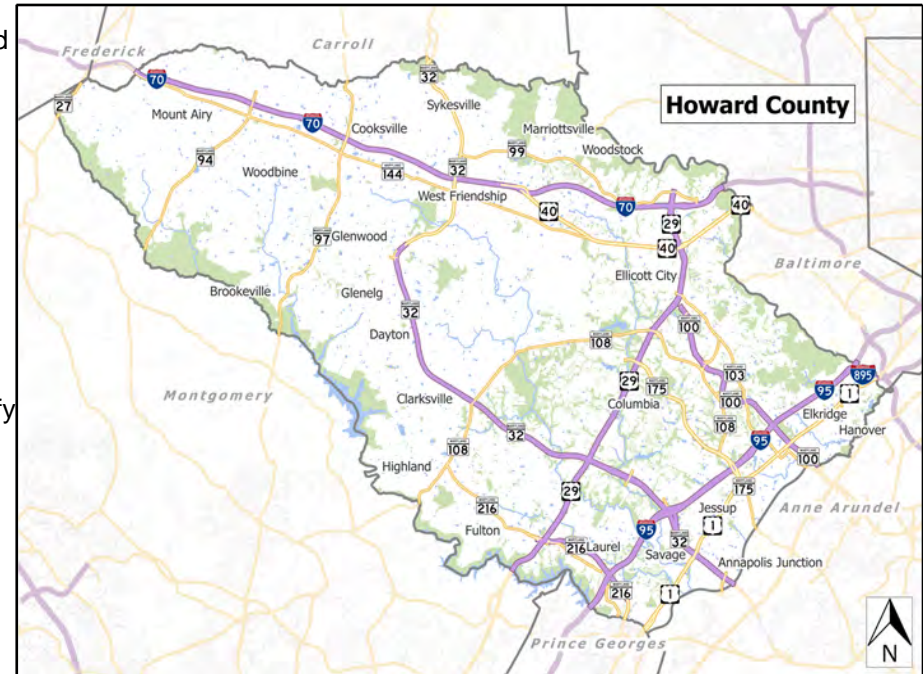 d
fy
Howard County
Frederick
Carroll
Baltimore
Montgomery
Anne Arundel
Prince Georges
Mount Airy
Cooksville
Sykesville
Marriottsville
Woodstock
Woodbine
West Friendship
Glenwood
Brookeville
Glenelg
Dayton
Ellicott City
Clarksville
Columbia
Elkridge
Hanover
Highland
Fulton
Laurel
Savage
Jessup
Annapolis Junction
27
70
94
70
32
144
97
32
99
40
70
29
40
40
32
108
29
175
100
103
100
108
95
895
1
95
100
175
1
32
95
108
32
29
216
216
216
1
N